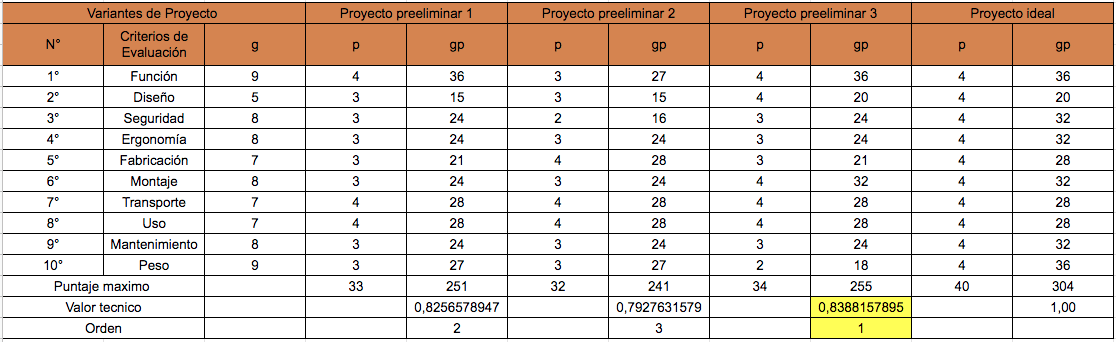 Variantes de Proyecto Proyecto preeliminar 1 Proyecto preeliminar 2 Proyecto preeliminar 3 Proyecto ideal
N° Criterios de Evaluación g p gp p gp p gp p gp
1° Función 9 4 36 3 27 4 36 4 36
2° Diseño 5 3 15 3 15 4 20 4 20
3° Seguridad 8 3 24 2 16 3 24 4 32
4° Ergonomía 8 3 24 3 24 3 24 4 32
5° Fabricación 7 3 21 4 28 3 21 4 28
6° Montaje 8 3 24 3 24 4 32 4 32
7° Transporte 7 4 28 4 28 4 28 4 28
8° Uso 7 4 28 4 28 4 28 4 28
9° Mantenimiento 8 3 24 3 24 3 24 4 32
10° Peso 9 3 27 3 27 2 18 4 36
Puntaje maximo 33 251 32 241 34 255 40 304
Valor tecnico 0,8256578947 0,7927631579 0,8388157895 1,00
Orden 2 3 1